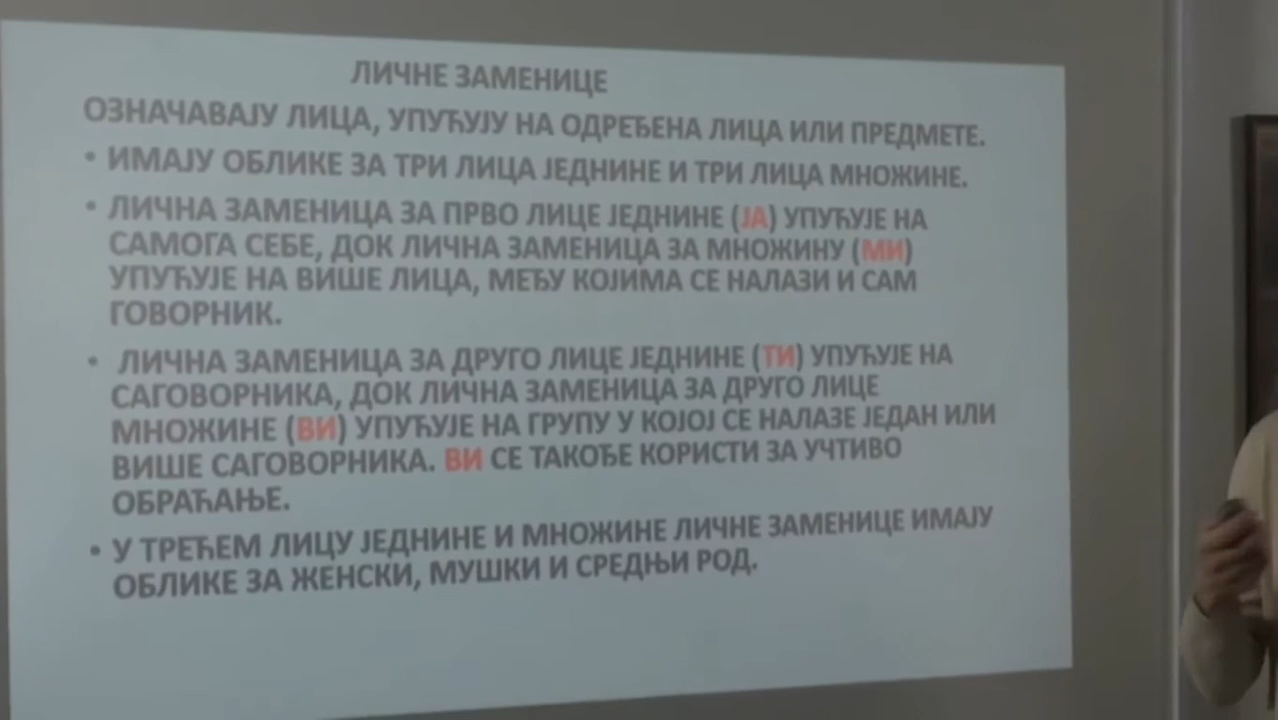 ЛИЧНЕ ЗАМЕНИЦЕ
ОЗНАЧАВАЈУ ЛИЦА, УПУЋУЈУ НА ОДРЕЂЕНА ЛИЦА ИЛИ ПРЕДМЕТЕ.
• ИМАЈУ ОБЛИКЕ ЗА ТРИ ЛИЦА ЈЕДНИНЕ И ТРИ ЛИЦА МНОЖИНЕ.
• ЛИЧНА ЗАМЕНИЦА ЗА ПРВО ЛИЦЕ ЈЕДНИНЕ (ЈА) УПУЋУЈЕ НА
САМОГА СЕБЕ, ДОК ЛИЧНА ЗАМЕНИЦА ЗА МНОЖИНУ (МИ)
УПУЋУЈЕ НА ВИШЕ ЛИЦА, МЕЂУ КОЈИМА СЕ НАЛАЗИ И САМ
ГОВОРНИК.
• ЛИЧНА ЗАМЕНИЦА ЗА ДРУГО ЛИЦЕ ЈЕДНИНЕ (ТИ) УПУЋУЈЕ НА
САГОВОРНИКА, ДОК ЛИЧНА ЗАМЕНИЦА ЗА ДРУГО ЛИЦЕ
МНОЖИНЕ (ВИ) УПУЋУЈЕ НА ГРУПУ У КОЈОЈ СЕ НАЛАЗЕ ЈЕДАН ИЛИ
ВИШЕ САГОВОРНИКА. ВИ СЕ ТАКОЂЕ КОРИСТИ ЗА УЧТИВО
ОБРАЋАЊЕ.
• У ТРЕЋЕМ ЛИЦУ ЈЕДНИНЕ И МНОЖИНЕ ЛИЧНЕ ЗАМЕНИЦЕ ИМАЈУ
ОБЛИКЕ ЗА ЖЕНСКИ, МУШКИ И СРЕДЊИ РОД.